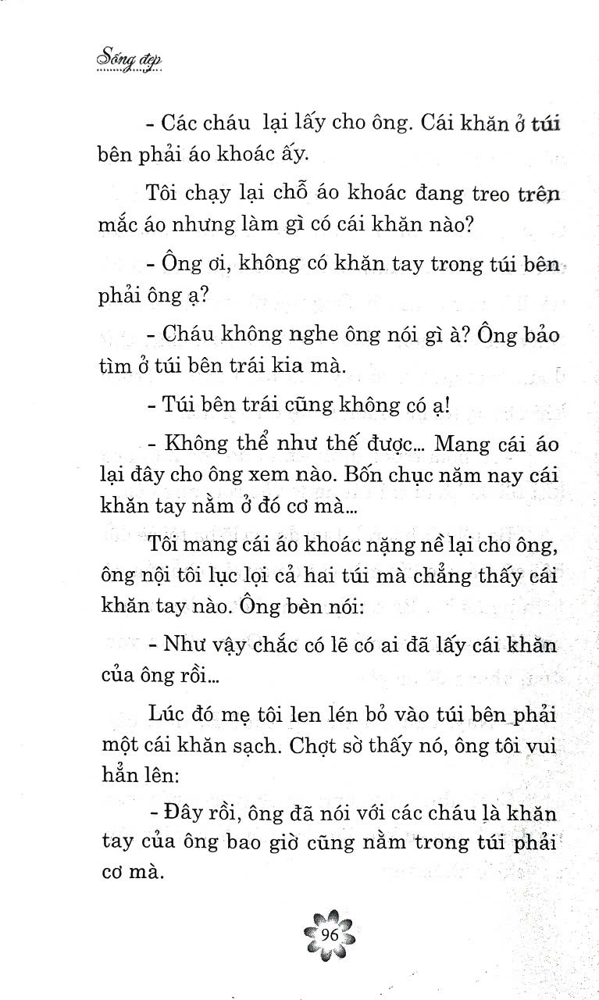 Sống đẹp
- Các cháu lại lấy cho ông. Cái khăn ở túi
bên phải áo khoác ấy.
Tôi chạy lại chỗ áo khoác đang treo trên
mắc áo nhưng làm gì có cái khăn nào?
- Ông ơi, không có khăn tay trong túi bên
phải ông ạ?
- Cháu không nghe ông nói gì à? Ông bảo
tìm ở túi bên trái kia mà.
- Túi bên trái cũng không có ạ!
- Không thể như thế được... Mang cái áo
lại đây cho ông xem nào. Bốn chục năm nay cái
khăn tay nằm ở đó cơ mà...
Tôi mang cái áo khoác nặng nề lại cho ông,
ông nội tôi lục lọi cả hai túi mà chẳng thấy cái
khăn tay nào. Ông bèn nói:
- Như vậy chắc có lẽ có ai đã lấy cái khăn
của ông rồi...
Lúc đó mẹ tôi len lén bỏ vào túi bên phải
một cái khăn sạch. Chợt sờ thấy nó, ông tôi vui
hẳn lên:
- Đây rồi, ông đã nói với các cháu là khăn
tay của ông bao giờ cũng nằm trong túi phải
cơ mà.
96